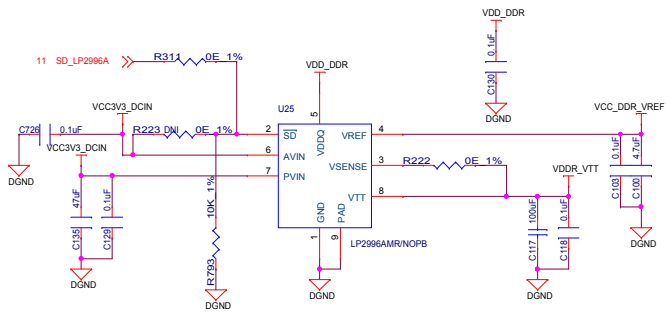 VDD_DDR
0.1uF
C130
11 SD_LP2996A
R311 0E 1%
VDD_DDR
VCC3V3_DCIN
C726 0.1uF
R223 DNI 0E 1%
VCC3V3_DCIN
DGND
47uF
C135
0.1uF
C129
DGND
10K 1%
R793
DGND
U25
5
VDDQ
2 SD
6 AVIN
7 PVIN
VREF 4
VSENSE 3
VTT 8
GND
PAD
1
9
LP2996AMR/NOPB
DGND
DGND
VCC_DDR_VREF
0.1uF
C103
4.7uF
C100
DGND
R222 0E 1%
VDDR_VTT
100uF
C117
0.1uF
C118
DGND